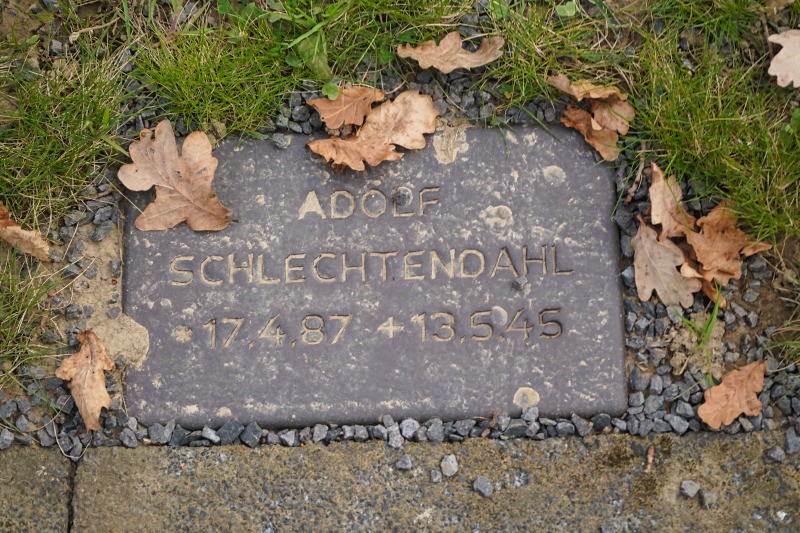 ADOLF
SCHLECHTENDAHL
* 17.4.87 + 13.5.45